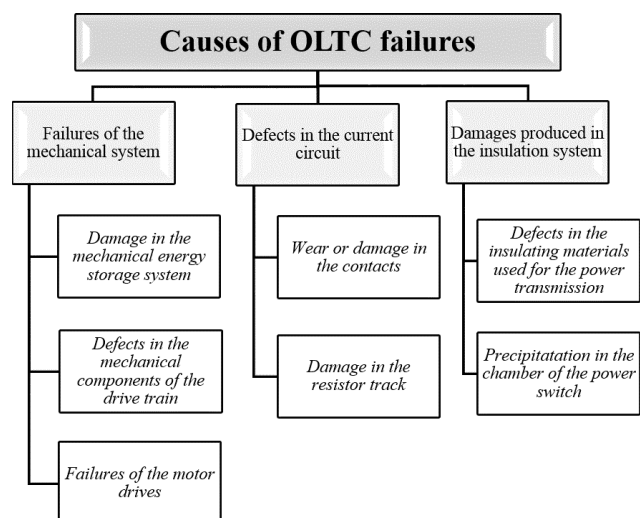 Causes of OLTC failures
Failures of the
mechanical system
Defects in the current
circuit
Damages produced in
the insulation system
Damage in the
mechanical energy
storage system
Defects in the
mechanical
components of the drive
train
Failures of the motor
drives
Wear or damage in
the contacts
Damage in the
resistor track
Defects in the
insulating materials
used for the power
transmission
Precipitatation in the
chamber of the power
switch